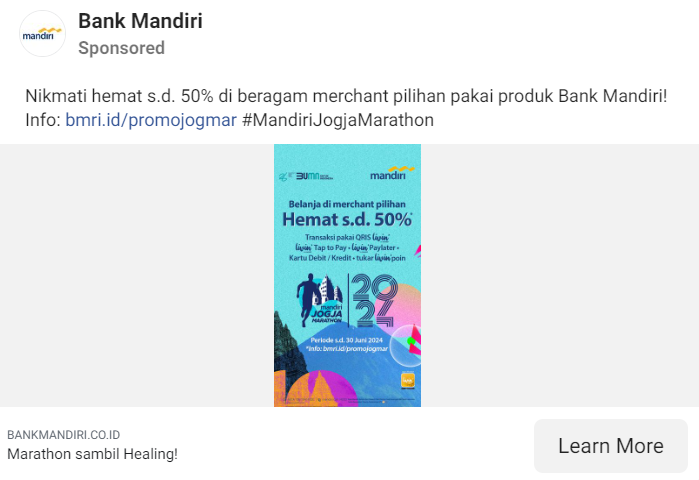 mandiri
Bank Mandiri
Sponsored
Nikmati hemat s.d. 50% di beragam merchant pilihan pakai produk Bank Mandiri!
Info: bmri.id/promojogmar #MandiriJogjaMarathon
BUMN
mandiri
Belanja di merchant pilihan
Hemat s.d. 50%*
Transaksi pakai QRIS livin'
livin' Tap to Pay • livin' Paylater •
Kartu Debit / Kredit • tukar livin'poin
mandiri
JOGJA
MARATHON
2024
Periode s.d. 30 Juni 2024
*Info: bmri.id/promojogmar
BANKMANDIRI.CO.ID
Marathon sambil Healing!
Learn More